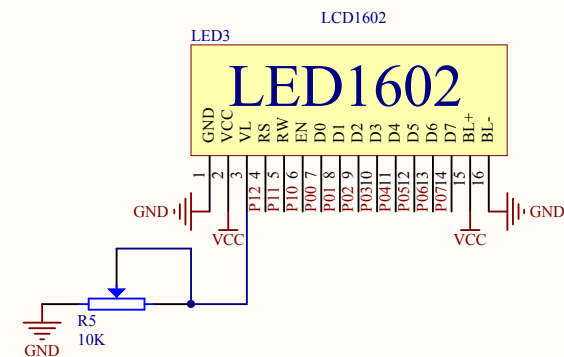 LCD1602
LED3
LED1602
GND VCC VL RS RW EN D0 D1 D2 D3 D4 D5 D6 D7 BL+ BL-
1 2 3 4 5 6 7 8 9 10 11 12 13 14 15 16
P12 P11 P10 P00 P01 P02 P03 P04 P05 P06 P07
GND
VCC
VCC
GND
R5
10K
GND